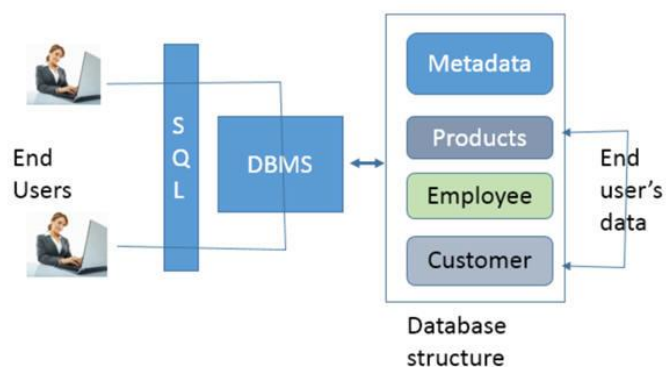 End
Users
S
Q
L
DBMS
Metadata
Products
Employee
Customer
End
user's
data
Database
structure